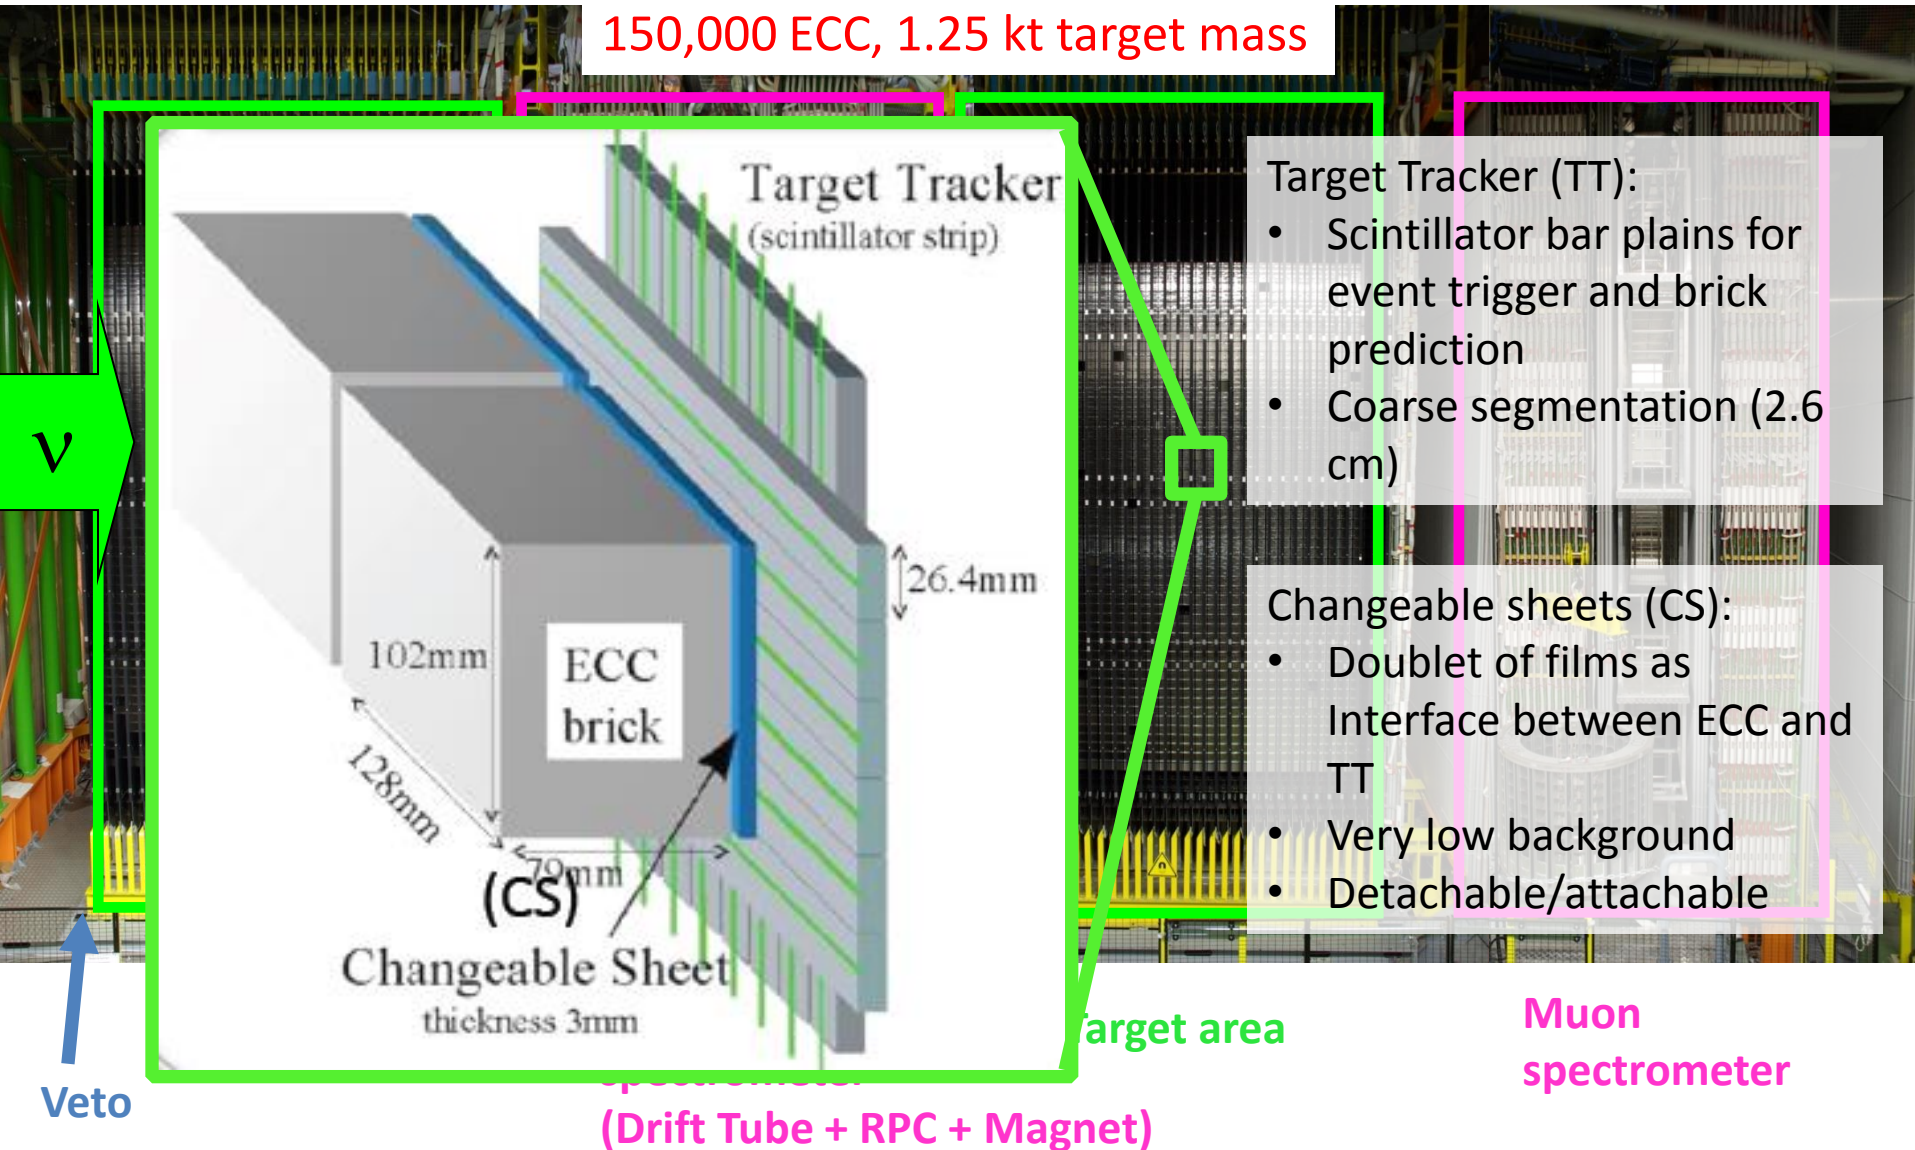 150,000 ECC, 1.25 kt target mass
Target Tracker
(scintillator strip)
26.4mm
102mm
ECC
brick
128mm
79mm
(CS)
Changeable Sheet
thickness 3mm
ν
Target Tracker (TT):
• Scintillator bar plains for
event trigger and brick
prediction
• Coarse segmentation (2.6
cm)
Changeable sheets (CS):
• Doublet of films as
Interface between ECC and
TT
• Very low background
• Detachable/attachable
Veto
spectrometer
(Drift Tube + RPC + Magnet)
Target area
Muon
spectrometer